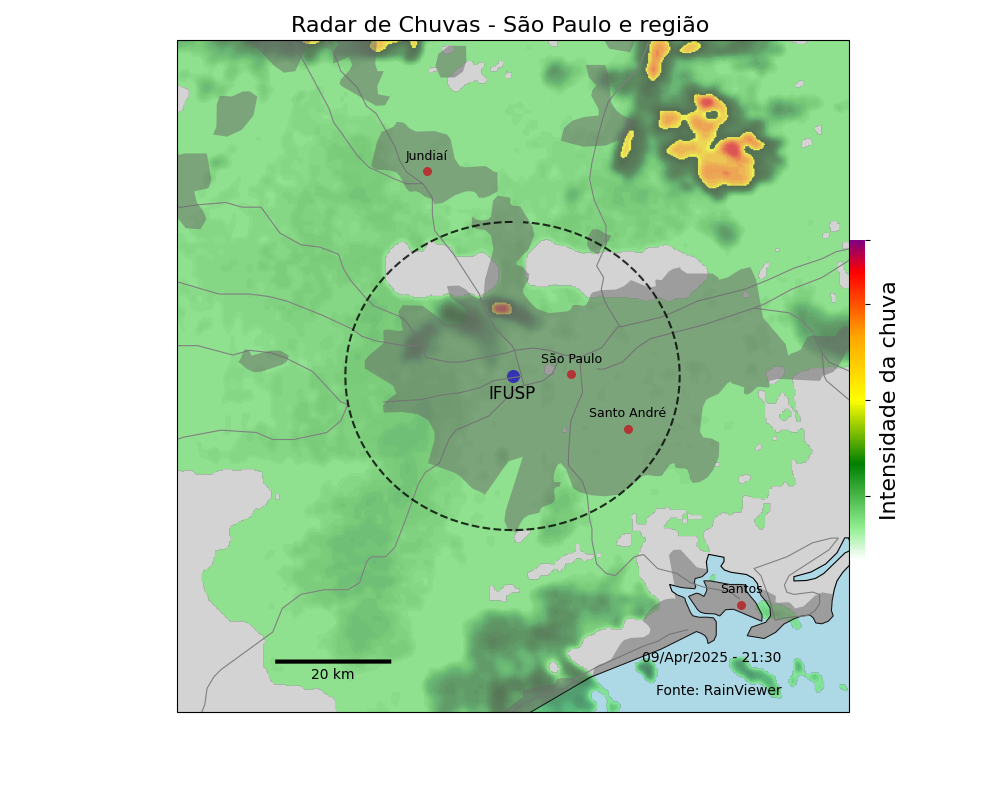 Radar de Chuvas - São Paulo e região
Jundiaí
São Paulo
IFUSP
Santo André
Intensidade da chuva
Santos
09/Apr/2025 - 21:30
20 km
Fonte: RainViewer